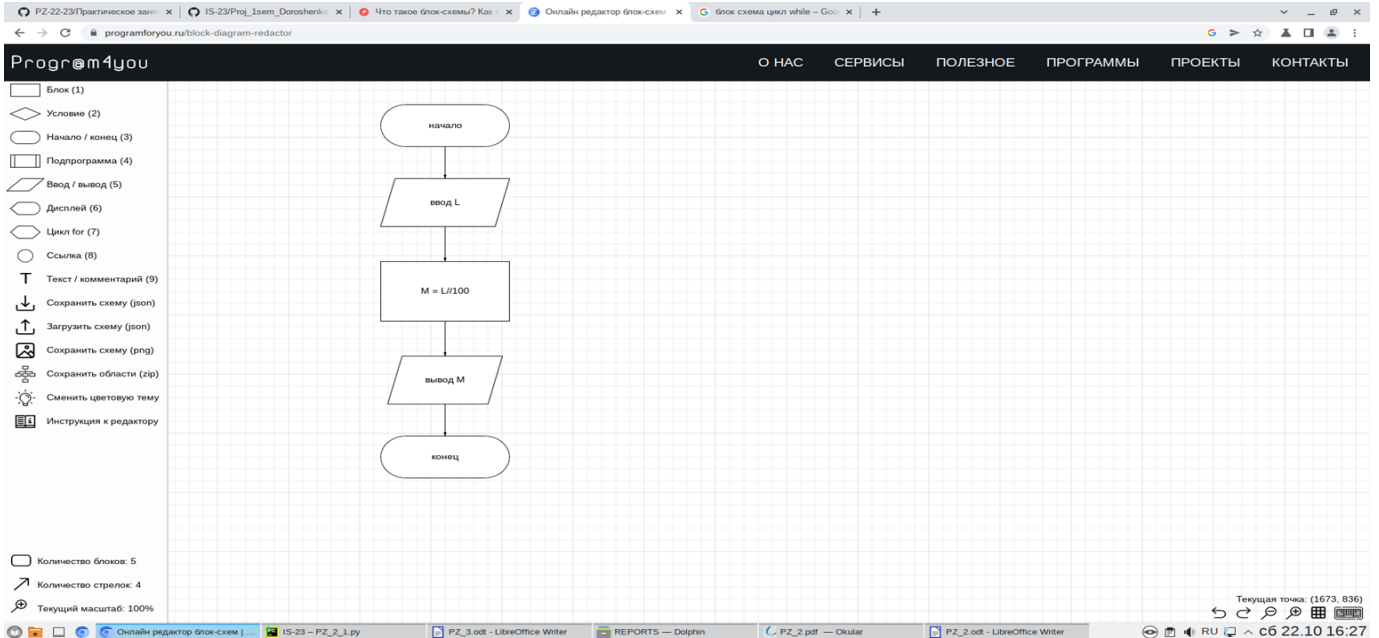 PZ-22-23/Практическое заня
IS-23/Proj_1sem_Doroshenko
Что такое блок-схемы? Как с
Онлайн редактор блок-схем
блок схема цикл while – Goo
programforyou.ru/block-diagram-redactor
Progr@m4you
О НАС
СЕРВИСЫ
ПОЛЕЗНОЕ
ПРОГРАММЫ
ПРОЕКТЫ
КОНТАКТЫ
Блок (1)
Условие (2)
Начало / конец (3)
Подпрограмма (4)
Ввод / вывод (5)
Дисплей (6)
Цикл for (7)
Ссылка (8)
Текст / комментарий (9)
Сохранить схему (json)
Загрузить схему (json)
Сохранить схему (png)
Сохранить области (zip)
Сменить цветовую тему
Инструкция к редактору
начало
ввод L
M = L//100
вывод M
конец
Количество блоков: 5
Количество стрелок: 4
Текущий масштаб: 100%
Текущая точка: (1673, 836)
Онлайн редактор блок-схем | ...
IS-23 – PZ_2_1.py
PZ_3.odt - LibreOffice Writer
REPORTS — Dolphin
PZ_2.pdf — Okular
PZ_2.odt - LibreOffice Writer
RU
сб 22.10 16:27